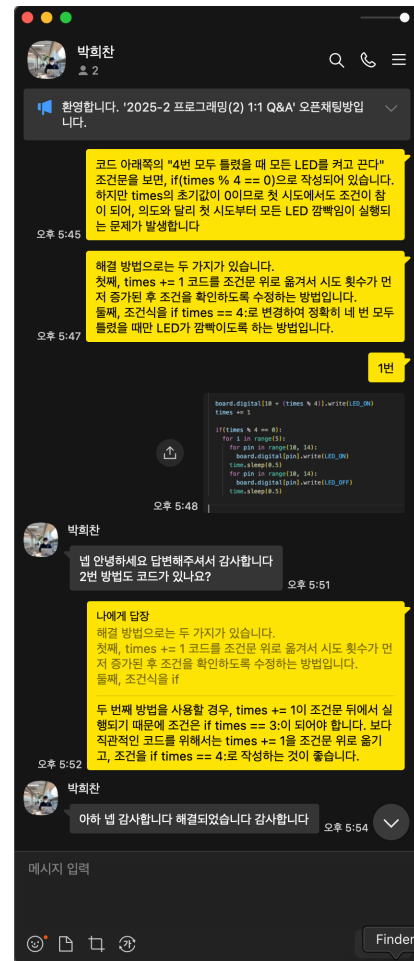 박희찬
2
환영합니다. '2025-2 프로그래밍(2) 1:1 Q&A' 오픈채팅방입
니다.
코드 아래쪽의 "4번 모두 틀렸을 때 모든 LED를 켜고 끈다"
조건문을 보면, if(times % 4 == 0)으로 작성되어 있습니다.
하지만 times의 초기값이 0이므로 첫 시도에서도 조건이 참
이 되어, 의도와 달리 첫 시도부터 모든 LED 깜빡임이 실행되
는 문제가 발생합니다
오후 5:45
해결 방법으로는 두 가지가 있습니다.
첫째, times += 1 코드를 조건문 위로 옮겨서 시도 횟수가 먼
저 증가된 후 조건을 확인하도록 수정하는 방법입니다.
둘째, 조건식을 if times == 4:로 변경하여 정확히 네 번 모두
틀렸을 때만 LED가 깜빡이도록 하는 방법입니다.
오후 5:47
1번
board.digital[10 + (times % 4)].write(LED_ON)
times += 1
if(times % 4 == 0):
for i in range(5):
for pin in range(10, 14):
board.digital[pin].write(LED_ON)
time.sleep(0.5)
for pin in range(10, 14):
board.digital[pin].write(LED_OFF)
time.sleep(0.5)
오후 5:48
박희찬
넵 안녕하세요 답변해주셔서 감사합니다
2번 방법도 코드가 있나요?
오후 5:51
나에게 답장
해결 방법으로는 두 가지가 있습니다.
첫째, times += 1 코드를 조건문 위로 옮겨서 시도 횟수가 먼
저 증가된 후 조건을 확인하도록 수정하는 방법입니다.
둘째, 조건식을 if
두 번째 방법을 사용할 경우, times += 1이 조건문 뒤에서 실
행되기 때문에 조건은 if times == 3:이 되어야 합니다. 보다
직관적인 코드를 위해서는 times += 1을 조건문 위로 옮기
고, 조건을 if times == 4:로 작성하는 것이 좋습니다.
오후 5:52
박희찬
아하 넵 감사합니다 해결되었습니다 감사합니다
오후 5:54
메시지 입력
가
Finder